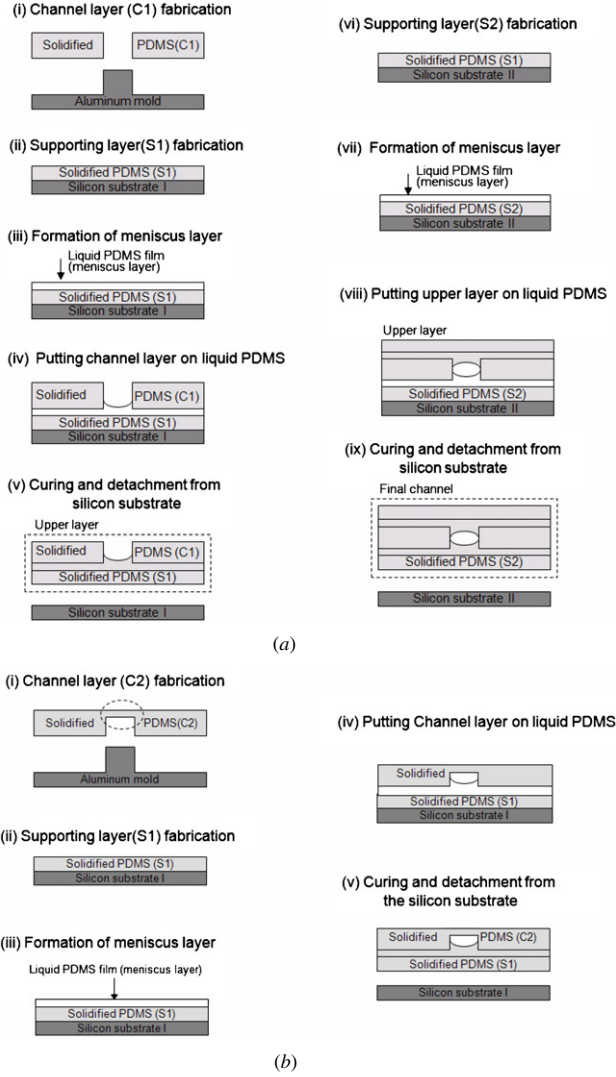 (i) Channel layer (C1) fabrication
Solidified PDMS(C1)
Aluminum mold
(ii) Supporting layer(S1) fabrication
Solidified PDMS (S1)
Silicon substrate I
(iii) Formation of meniscus layer
Liquid PDMS film
(meniscus layer)
Solidified PDMS (S1)
Silicon substrate I
(iv) Putting channel layer on liquid PDMS
Solidified PDMS (C1)
Solidified PDMS (S1)
Silicon substrate I
(v) Curing and detachment from
silicon substrate
Upper layer
Solidified PDMS (C1)
Solidified PDMS (S1)
Silicon substrate I
(vi) Supporting layer(S2) fabrication
Solidified PDMS (S1)
Silicon substrate II
(vii) Formation of meniscus layer
Liquid PDMS film
(meniscus layer)
Solidified PDMS (S2)
Silicon substrate II
(viii) Putting upper layer on liquid PDMS
Upper layer
Solidified PDMS (S2)
Silicon substrate II
(ix) Curing and detachment from
silicon substrate
Final channel
Solidified PDMS (S2)
Silicon substrate II
(a)
(i) Channel layer (C2) fabrication
Solidified PDMS(C2)
Aluminum mold
(ii) Supporting layer(S1) fabrication
Solidified PDMS (S1)
Silicon substrate I
(iii) Formation of meniscus layer
Liquid PDMS film (meniscus layer)
Solidified PDMS (S1)
Silicon substrate I
(iv) Putting Channel layer on liquid PDMS
Solidified
Solidified PDMS (S1)
Silicon substrate I
(v) Curing and detachment from
the silicon substrate
Solidified PDMS (C2)
Solidified PDMS (S1)
Silicon substrate I
(b)